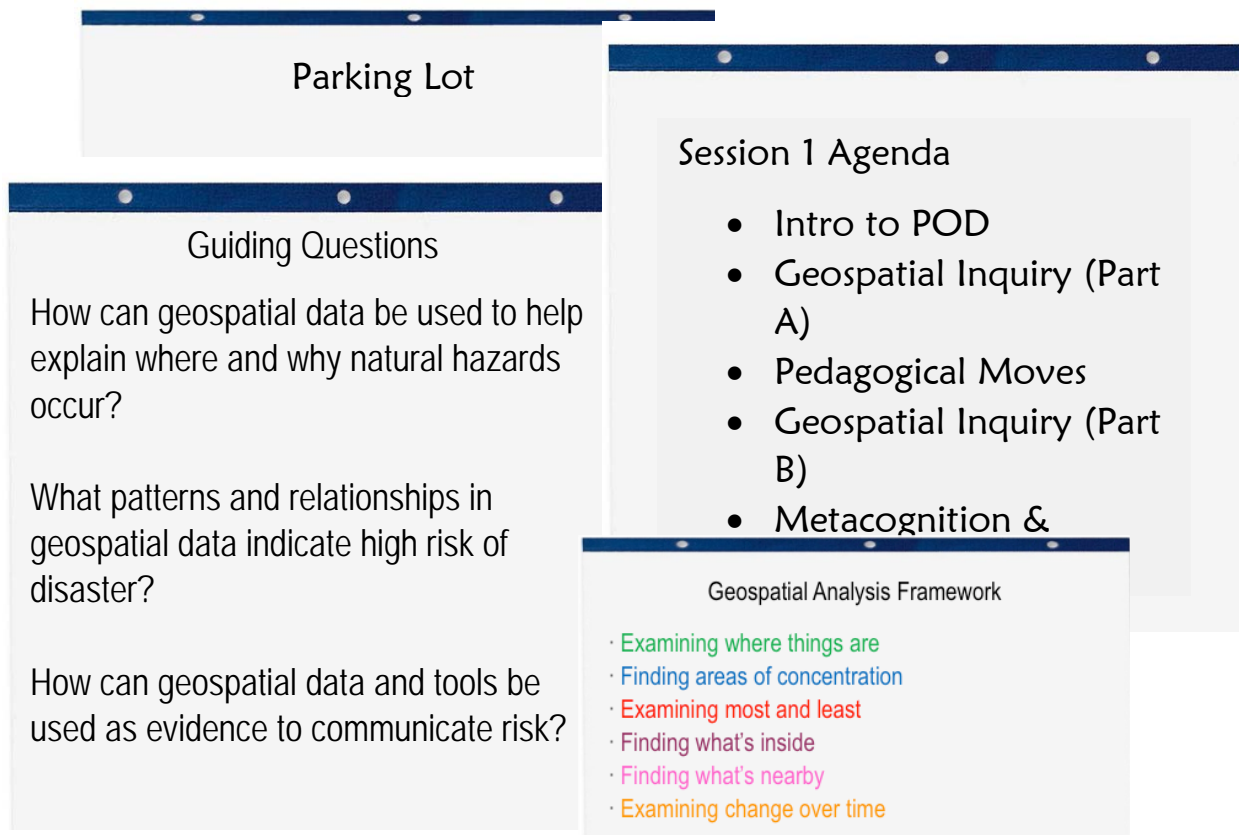 Parking Lot
Guiding Questions
How can geospatial data be used to help
explain where and why natural hazards
occur?
What patterns and relationships in
geospatial data indicate high risk of
disaster?
How can geospatial data and tools be
used as evidence to communicate risk?
Session 1 Agenda
• Intro to POD
• Geospatial Inquiry (Part
A)
• Pedagogical Moves
• Geospatial Inquiry (Part
B)
• Metacognition &
Geospatial Analysis Framework
· Examining where things are
· Finding areas of concentration
· Examining most and least
· Finding what's inside
· Finding what's nearby
· Examining change over time